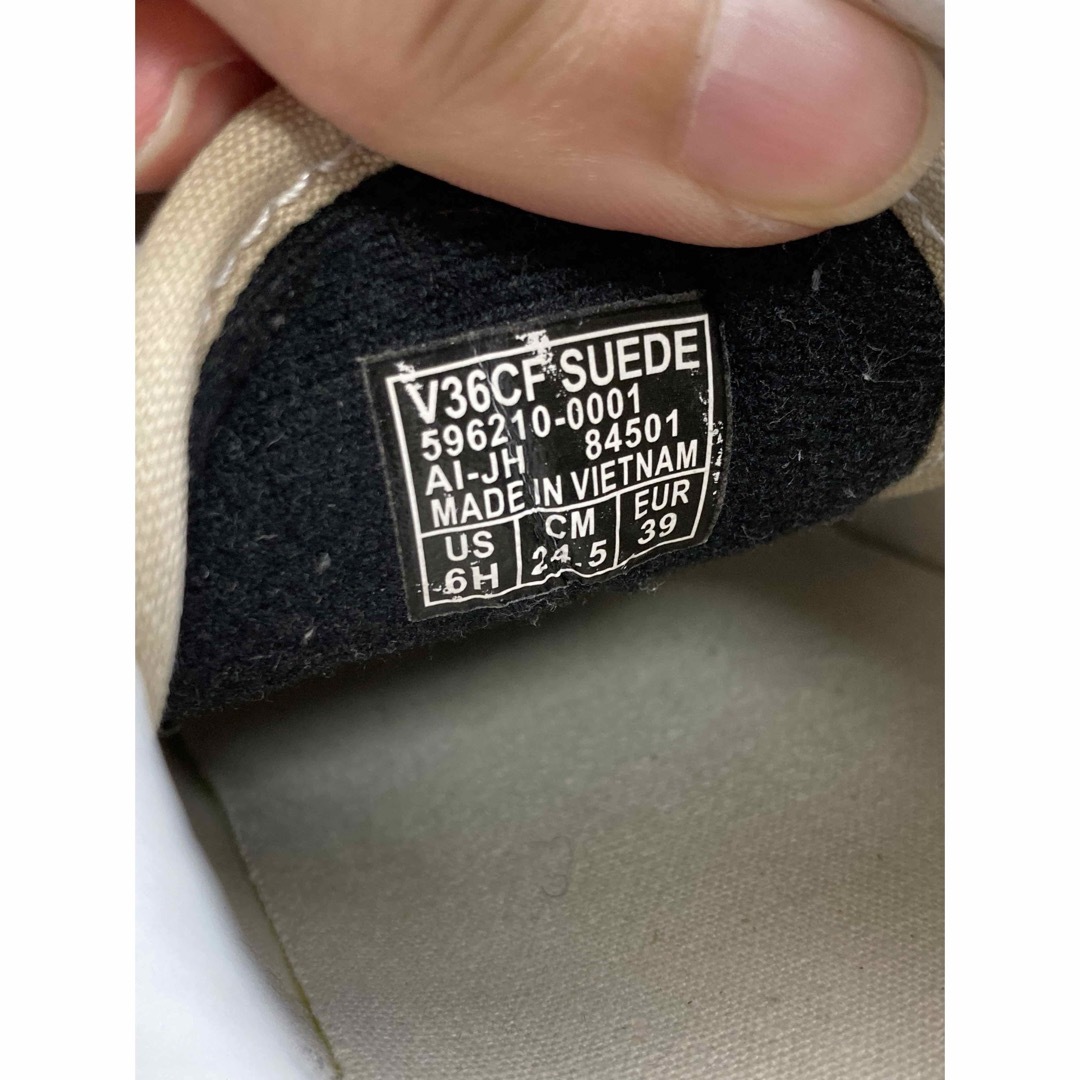 V36CF SUEDE
596210-0001
AI-JH 84501
MADE IN VIETNAM
US CM EUR
6H 24.5 39